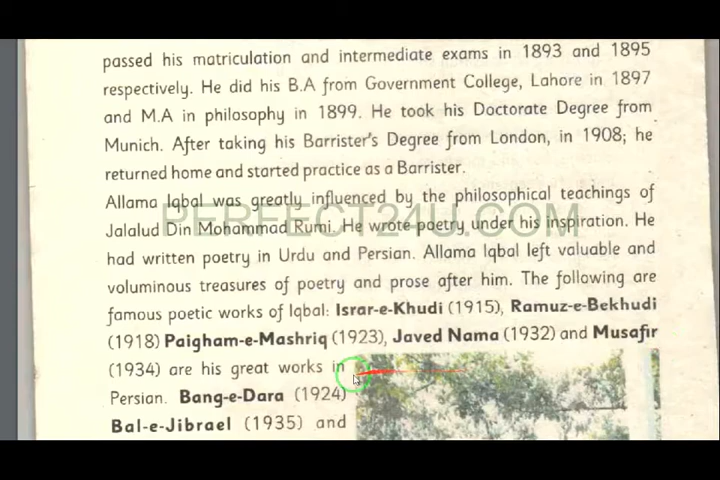 passed his matriculation and intermediate exams in 1893 and 1895
respectively. He did his B.A from Government College, Lahore in 1897
and M.A in philosophy in 1899. He took his Doctorate Degree from
Munich. After taking his Barrister's Degree from London, in 1908; he
returned home and started practice as a Barrister.
Allama Iqbal was greatly influenced by the philosophical teachings of
PERFECT24U.COM
Jalalud Din Mohammad Rumi. He wrote poetry under his inspiration. He
had written poetry in Urdu and Persian. Allama Iqbal left valuable and
voluminous treasures of poetry and prose after him. The following are
famous poetic works of Iqbal: Israr-e-Khudi (1915), Ramuz-e-Bekhudi
(1918) Paigham-e-Mashriq (1923), Javed Nama (1932) and Musafir
(1934) are his great works in
Persian. Bang-e-Dara (1924)
Bal-e-Jibrael (1935) and